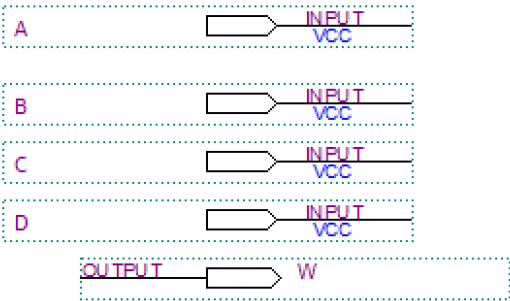 A INPUT
VCC
B INPUT
VCC
C INPUT
VCC
D INPUT
VCC
OUTPUT W